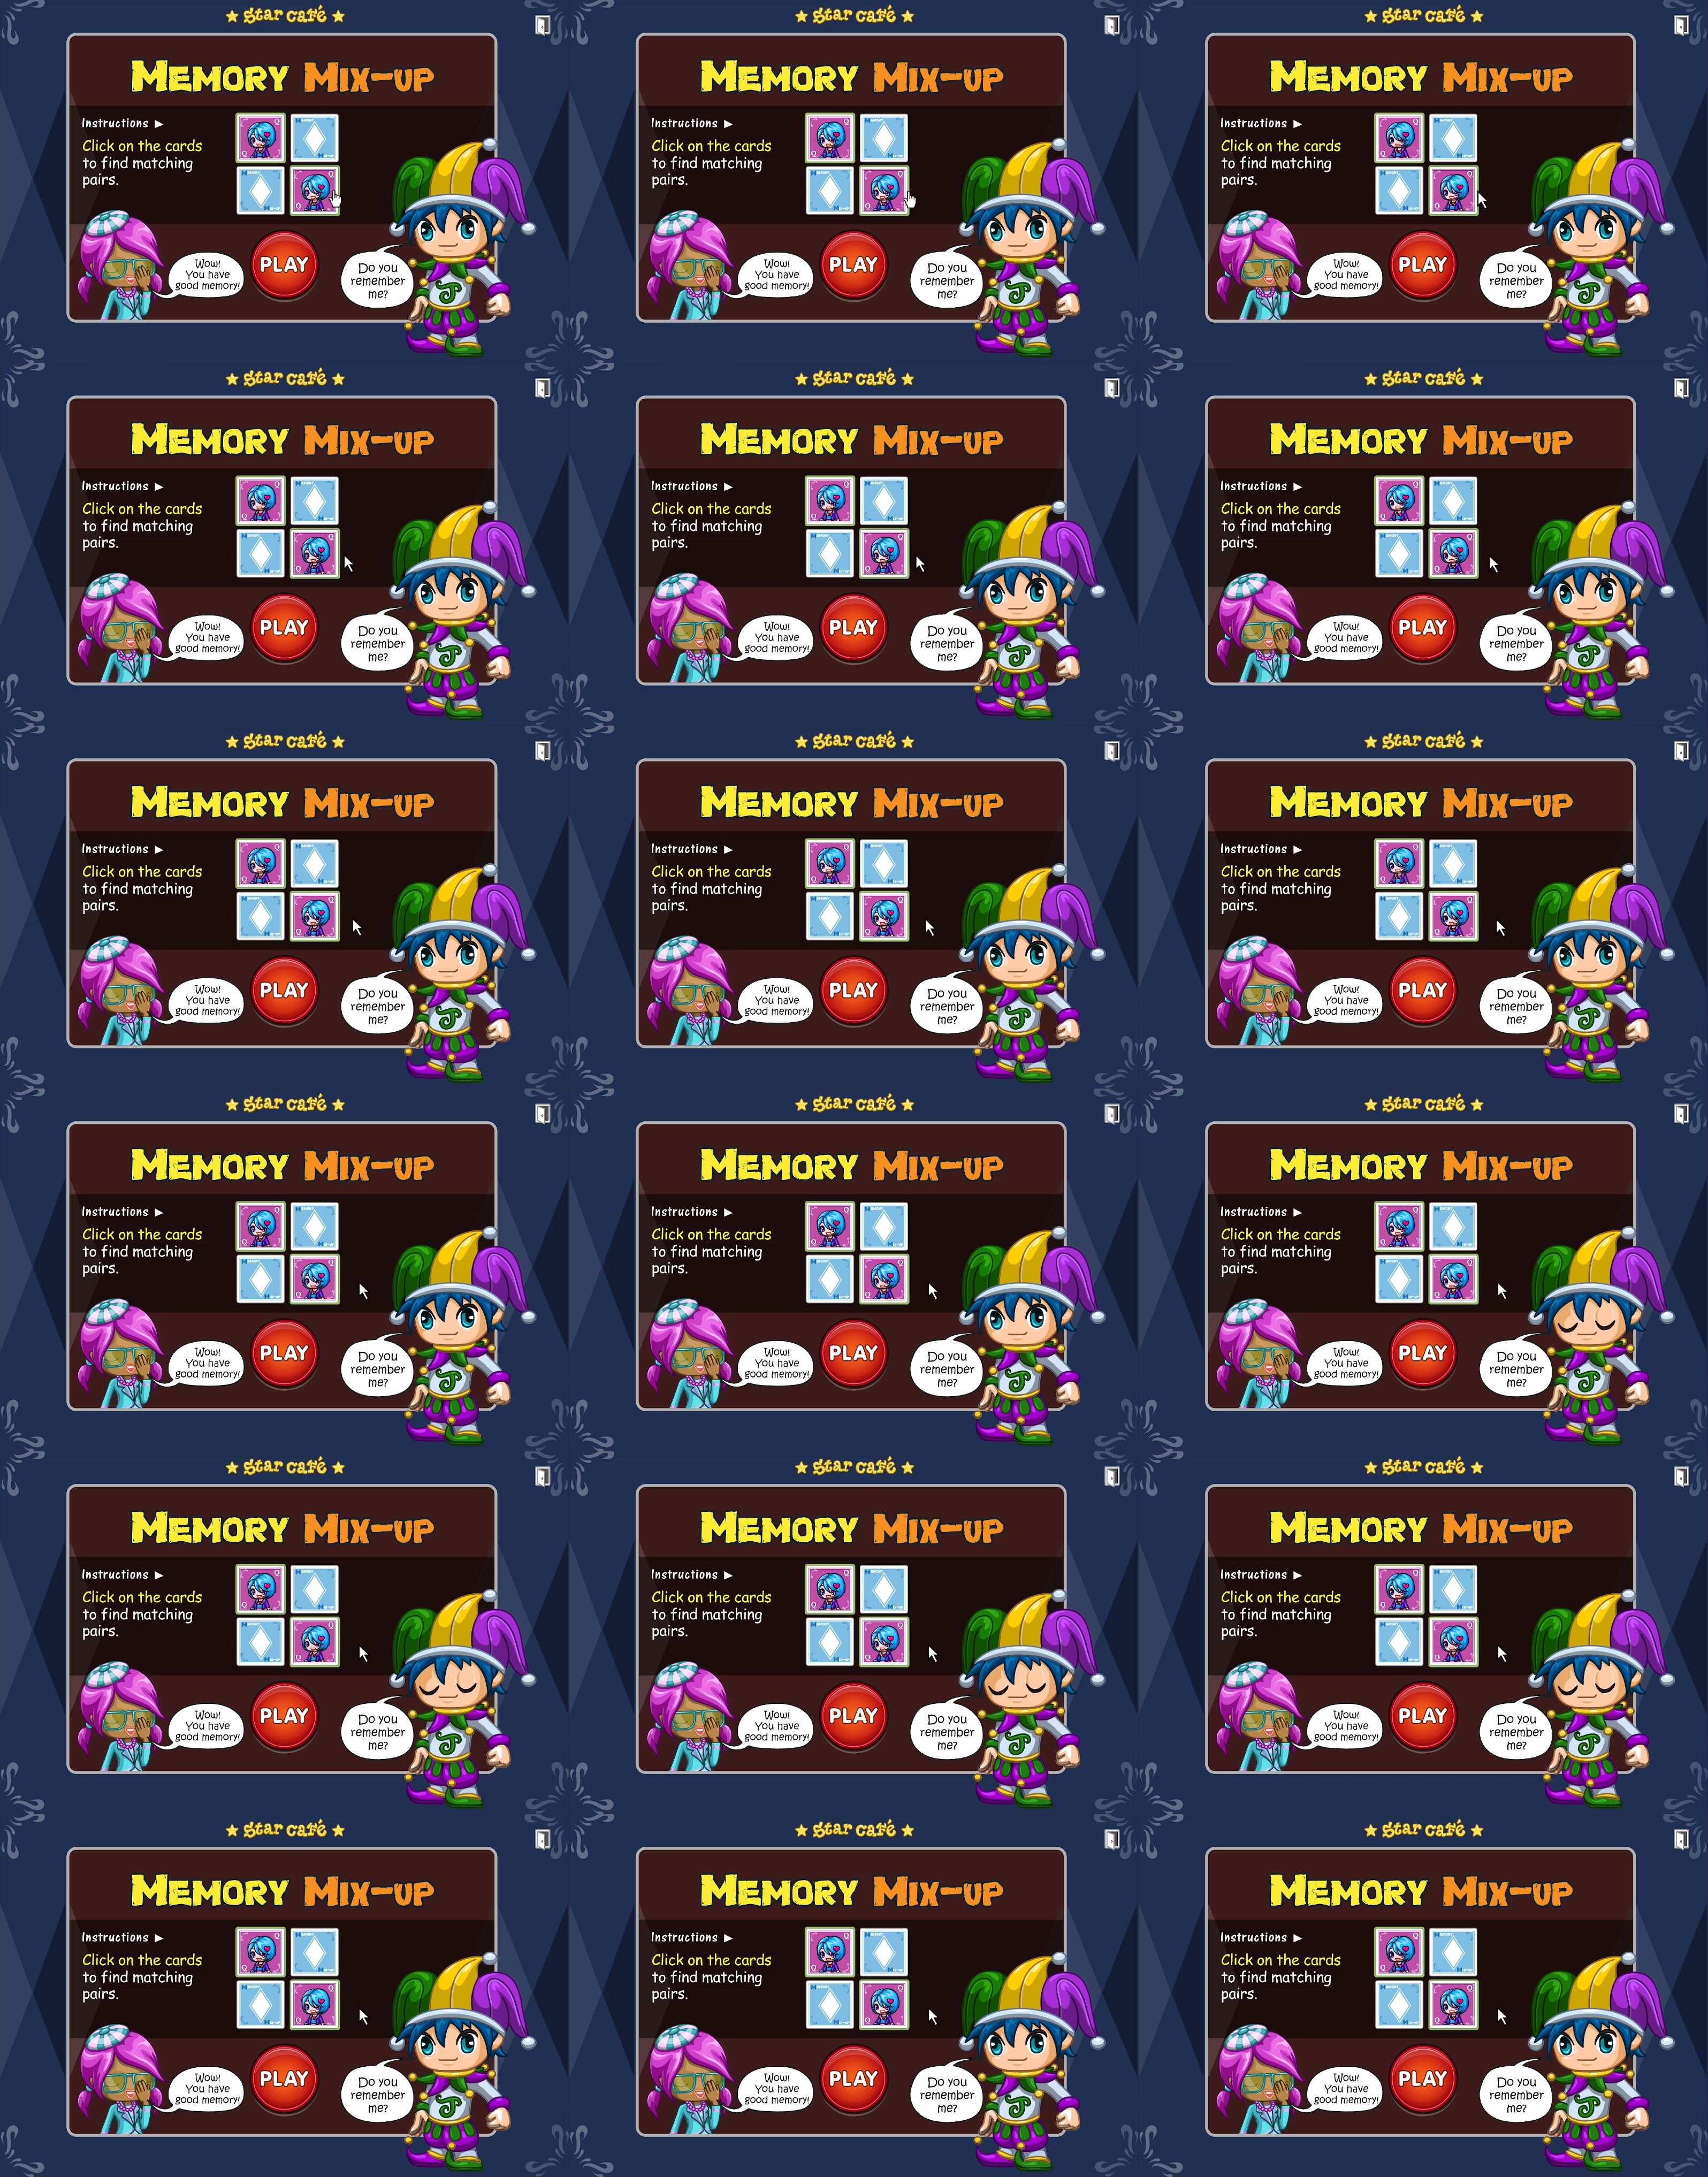 ★ star café ★
MEMORY MIX-UP
Instructions ▶
Click on the cards
to find matching
pairs.
Wow!
You have
good memory!
PLAY
Do you
remember
me?
★ star café ★
MEMORY MIX-UP
Instructions ▶
Click on the cards
to find matching
pairs.
Wow!
You have
good memory!
PLAY
Do you
remember
me?
★ star café ★
MEMORY MIX-UP
Instructions ▶
Click on the cards
to find matching
pairs.
Wow!
You have
good memory!
PLAY
Do you
remember
me?
★ star café ★
MEMORY MIX-UP
Instructions ▶
Click on the cards
to find matching
pairs.
Wow!
You have
good memory!
PLAY
Do you
remember
me?
★ star café ★
MEMORY MIX-UP
Instructions ▶
Click on the cards
to find matching
pairs.
Wow!
You have
good memory!
PLAY
Do you
remember
me?
★ star café ★
MEMORY MIX-UP
Instructions ▶
Click on the cards
to find matching
pairs.
Wow!
You have
good memory!
PLAY
Do you
remember
me?
★ star café ★
MEMORY MIX-UP
Instructions ▶
Click on the cards
to find matching
pairs.
Wow!
You have
good memory!
PLAY
Do you
remember
me?
★ star café ★
MEMORY MIX-UP
Instructions ▶
Click on the cards
to find matching
pairs.
Wow!
You have
good memory!
PLAY
Do you
remember
me?
★ star café ★
MEMORY MIX-UP
Instructions ▶
Click on the cards
to find matching
pairs.
Wow!
You have
good memory!
PLAY
Do you
remember
me?
★ star café ★
MEMORY MIX-UP
Instructions ▶
Click on the cards
to find matching
pairs.
Wow!
You have
good memory!
PLAY
Do you
remember
me?
★ star café ★
MEMORY MIX-UP
Instructions ▶
Click on the cards
to find matching
pairs.
Wow!
You have
good memory!
PLAY
Do you
remember
me?
★ star café ★
MEMORY MIX-UP
Instructions ▶
Click on the cards
to find matching
pairs.
Wow!
You have
good memory!
PLAY
Do you
remember
me?
★ star café ★
MEMORY MIX-UP
Instructions ▶
Click on the cards
to find matching
pairs.
Wow!
You have
good memory!
PLAY
Do you
remember
me?
★ star café ★
MEMORY MIX-UP
Instructions ▶
Click on the cards
to find matching
pairs.
Wow!
You have
good memory!
PLAY
Do you
remember
me?
★ star café ★
MEMORY MIX-UP
Instructions ▶
Click on the cards
to find matching
pairs.
Wow!
You have
good memory!
PLAY
Do you
remember
me?
★ star café ★
MEMORY MIX-UP
Instructions ▶
Click on the cards
to find matching
pairs.
Wow!
You have
good memory!
PLAY
Do you
remember
me?
★ star café ★
MEMORY MIX-UP
Instructions ▶
Click on the cards
to find matching
pairs.
Wow!
You have
good memory!
PLAY
Do you
remember
me?
★ star café ★
MEMORY MIX-UP
Instructions ▶
Click on the cards
to find matching
pairs.
Wow!
You have
good memory!
PLAY
Do you
remember
me?